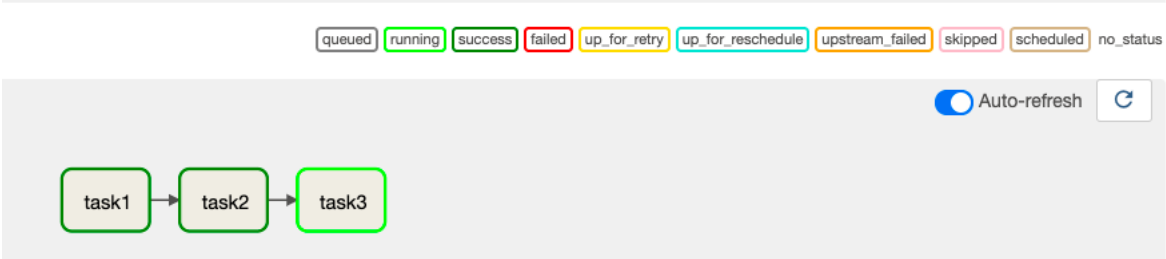 queued running success failed up_for_retry up_for_reschedule upstream_failed skipped scheduled no_status
Auto-refresh
task1 task2 task3